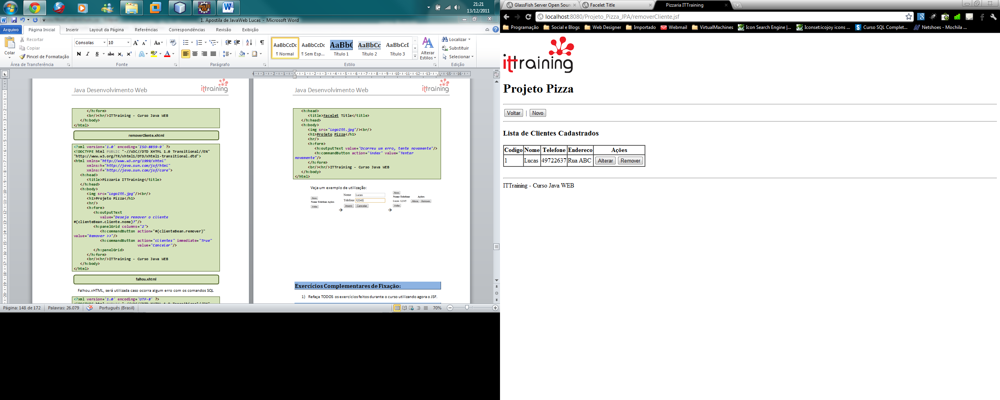 21:21
13/12/2011
1. Apostila de JavaWeb Lucas - Microsoft Word
Arquivo
Página Inicial
Inserir
Layout da Página
Referências
Correspondências
Revisão
Exibição
Colar
Recortar
Copiar
Pincel de Formatação
Área de Transferência
Consolas
10
Fonte
Parágrafo
AaBbCcDc
¶ Normal
AaBbCcDc
¶ Sem Esp...
AaBbC
Título 1
AaBbCc
Título 2
AaBbCcI
Título 3
Alterar
Estilos
Estilo
Localizar
Substituir
Selecionar
Edição
Java Desenvolvimento Web
ittraining
</h:form>
<br/><hr/>ITTraining - Curso Java WEB
</h:body>
</html>
removerCliente.xhtml
<?xml version='1.0' encoding='ISO-8859-9' ?>
<!DOCTYPE html PUBLIC "-//W3C//DTD XHTML 1.0 Transitional//EN"
"http://www.w3.org/TR/xhtml1/DTD/xhtml1-transitional.dtd">
<html xmlns="http://www.w3.org/1999/xhtml"
xmlns:h="http://java.sun.com/jsf/html"
xmlns:f="http://java.sun.com/jsf/core">
<h:head>
<title>Pizzaria ITTraining</title>
</h:head>
<h:body>
<img src="LogoItt.jpg"/><br/>
<h1>Projeto Pizza</h1>
<hr/>
<h:form>
<h:outputText
value="Deseja remover o cliente
#{clienteBean.cliente.nome}?"/>
<h:panelGrid columns="2">
<h:commandButton action="#{clienteBean.remover}"
value="Remover >>"/>
<h:commandButton action="clientes" immediate="True"
value="Cancelar"/>
</h:panelGrid>
</h:form>
<br/><hr/>ITTraining - Curso Java WEB
</h:body>
</html>
falhou.xhtml
Falhou.xHTML, será utilizada caso ocorra algum erro com os comandos SQL
<?xml version='1.0' encoding='UTF-8' ?>
<!DOCTYPE html PUBLIC "-//W3C//DTD XHTML 1.0 Transitional//EN"
Java Desenvolvimento Web
ittraining
<h:head>
<title>Facelet Title</title>
</h:head>
<h:body>
<img src="LogoItt.jpg"/><br/>
<h1>Projeto Pizza</h1>
<hr/>
<h:form>
<h:outputText value="Ocorreu um erro, tente novamente"/>
<h:commandButton action="index" value="Tentar
novamente"/>
</h:form>
<br/><hr/>ITTraining - Curso Java WEB
</h:body>
</html>
Veja um exemplo de utilização:
Novo
Nome Telefone Ações
Voltar
Nome Lucas
Telefone 12345
Inserir Cancelar
Novo
Nome Telefone Ações
Lucas 12345 Alterar Remover
Voltar
Exercícios Complementares de Fixação:
1) Refaça TODOS os exercícios feitos durante o curso utilizando agora o JSF.
Página: 148 de 172
Palavras: 26.079
Português (Brasil)
70%
GlassFish Server Open Sourc
Facelet Title
Pizzaria ITTraining
localhost:8080/Projeto_Pizza_JPA/removerCliente.jsf
Programação
Social e Blogs
Web Designer
Importado
Webmail
VirtualMachines
Icon Search Engine |...
Iconset:icojoy icons ...
Curso SQL Complet...
Netshoes - Mochila ...
ittraining
Projeto Pizza
Voltar | Novo
Lista de Clientes Cadastrados
Codigo Nome Telefone Endereco Ações
1 Lucas 49722637 Rua ABC Alterar Remover
ITTraining - Curso Java WEB